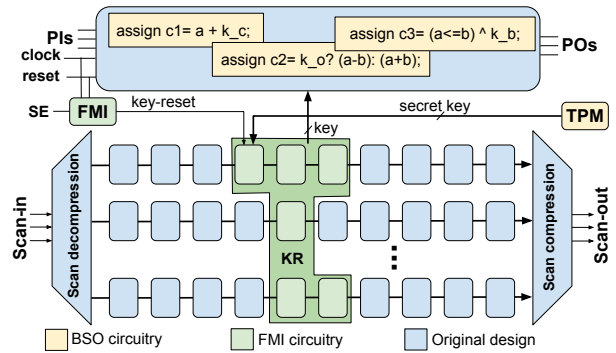 PIs
assign c1= a + k_c;
assign c3= (a<=b) ^ k_b;
POs
clock
assign c2= k_o? (a-b): (a+b);
reset
SE
FMI
key-reset
key
secret key
TPM
Scan-in
Scan decompression
KR
Scan compression
Scan-out
BSO circuitry
FMI circuitry
Original design